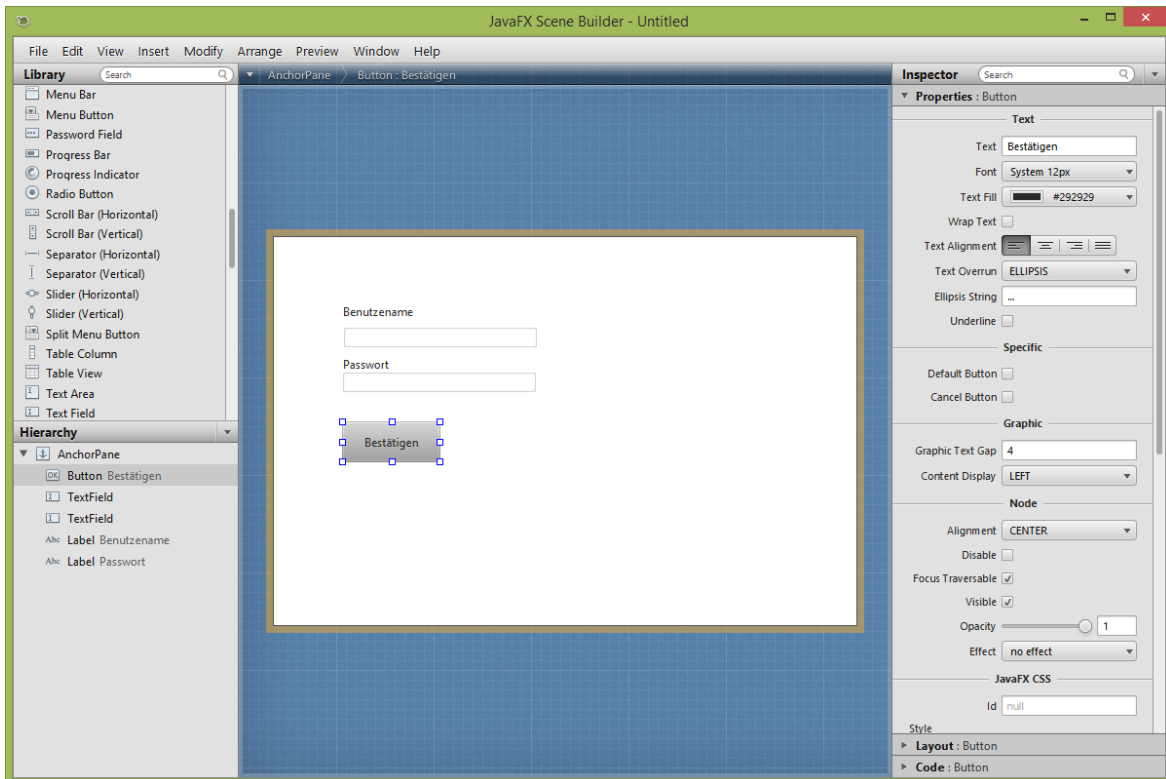 JavaFX Scene Builder - Untitled
File Edit View Insert Modify Arrange Preview Window Help
Library Search
Menu Bar
Menu Button
Password Field
Progress Bar
Progress Indicator
Radio Button
Scroll Bar (Horizontal)
Scroll Bar (Vertical)
Separator (Horizontal)
Separator (Vertical)
Slider (Horizontal)
Slider (Vertical)
Split Menu Button
Table Column
Table View
Text Area
Text Field
Hierarchy
AnchorPane
OK Button Bestätigen
TextField
TextField
Abc Label Benutzename
Abc Label Passwort
AnchorPane Button : Bestätigen
Benutzename
Passwort
Bestätigen
Inspector Search
Properties : Button
Text
Text Bestätigen
Font System 12px
Text Fill #292929
Wrap Text
Text Alignment
Text Overrun ELLIPSIS
Ellipsis String ...
Underline
Specific
Default Button
Cancel Button
Graphic
Graphic Text Gap 4
Content Display LEFT
Node
Alignment CENTER
Disable
Focus Traversable
Visible
Opacity 1
Effect no effect
JavaFX CSS
Id null
Style
Layout : Button
Code : Button